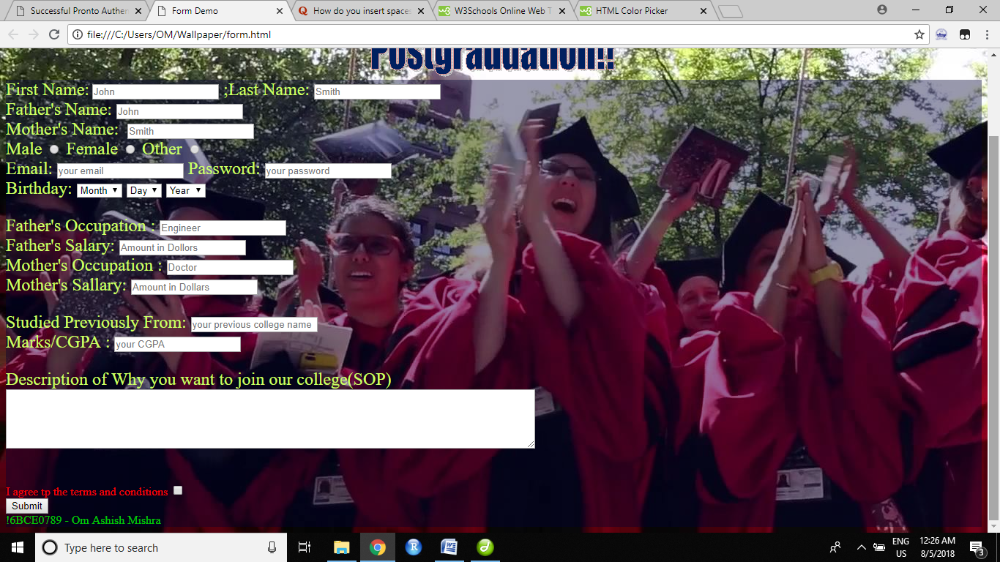 Successful Pronto Authen
Form Demo
How do you insert space
W3Schools Online Web T
HTML Color Picker
file:///C:/Users/OM/Wallpaper/form.html
Postgraduation!!
First Name: John ;Last Name: Smith
Father's Name: John
Mother's Name: Smith
Male Female Other
Email: your email Password: your password
Birthday: Month Day Year
Father's Occupation : Engineer
Father's Salary: Amount in Dollors
Mother's Occupation : Doctor
Mother's Sallary: Amount in Dollars
Studied Previously From: your previous college name
Marks/CGPA : your CGPA
Description of Why you want to join our college(SOP)
I agree tp the terms and conditions
Submit
!6BCE0789 - Om Ashish Mishra
Type here to search
ENG
US
12:26 AM
8/5/2018
3